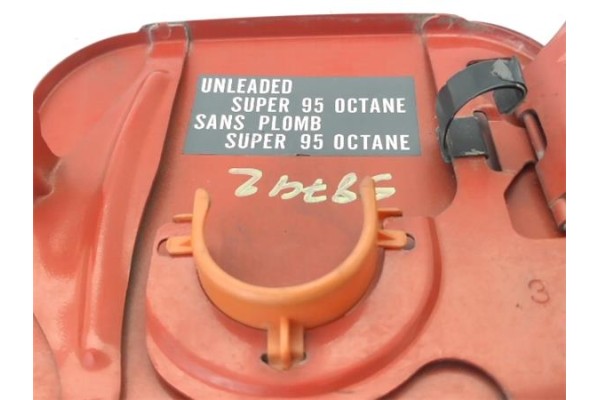 UNLEADED
SUPER 95 OCTANE
SANS PLOMB
SUPER 95 OCTANE
3